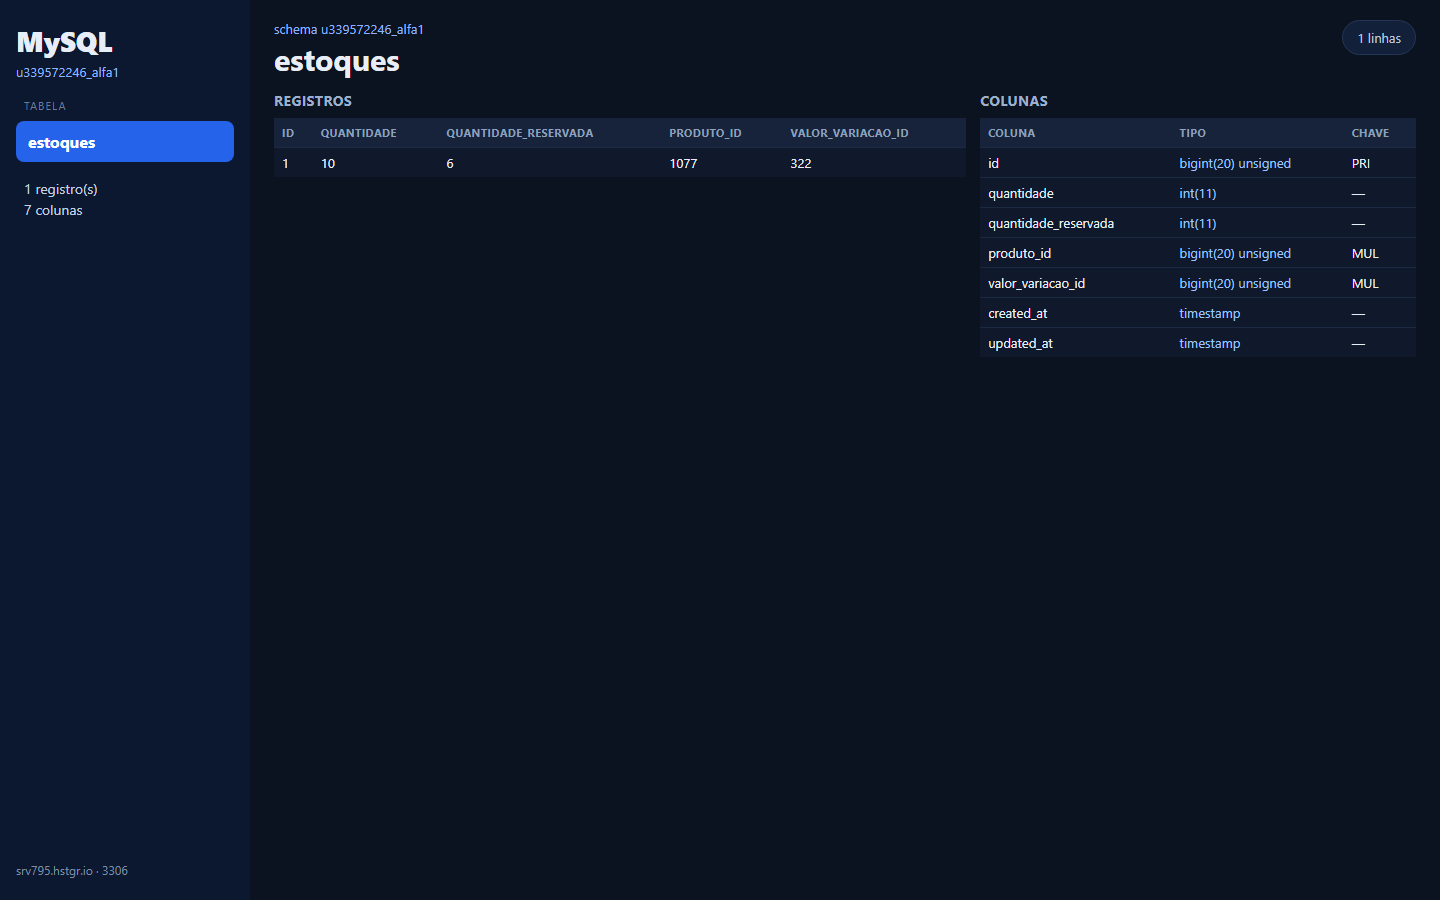 MySQL
u339572246_alfa1
TABELA
estoques
1 registro(s)
7 colunas
srv795.hstgr.io · 3306
schema u339572246_alfa1
estoques
1 linhas
REGISTROS
ID QUANTIDADE QUANTIDADE_RESERVADA PRODUTO_ID VALOR_VARIACAO_ID
1 10 6 1077 322
COLUNAS
COLUNA TIPO CHAVE
id bigint(20) unsigned PRI
quantidade int(11) —
quantidade_reservada int(11) —
produto_id bigint(20) unsigned MUL
valor_variacao_id bigint(20) unsigned MUL
created_at timestamp —
updated_at timestamp —